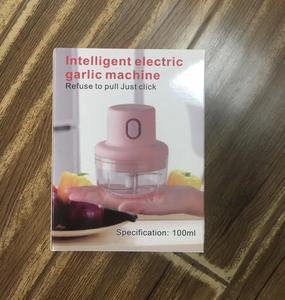 Intelligent electric
garlic machine
Refuse to pull Just click
Specification: 100ml